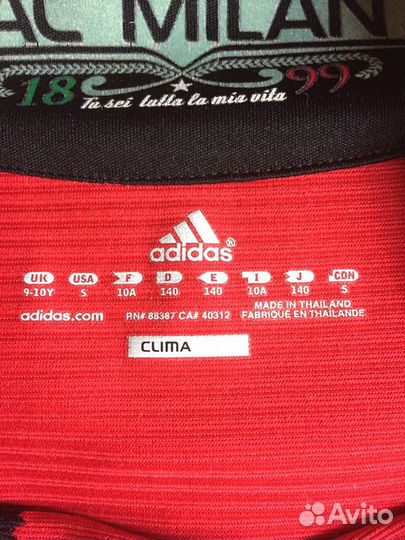 AC MILAN
18 99
Tu sei tutta la mia vita
adidas®
UK USA F D E I J CDN
9-10Y S 10A 140 140 10A 140 S
adidas.com RN# 88387 CA# 40312 MADE IN THAILAND
FABRIQUÉ EN THAÏLANDE
CLIMA
Avito